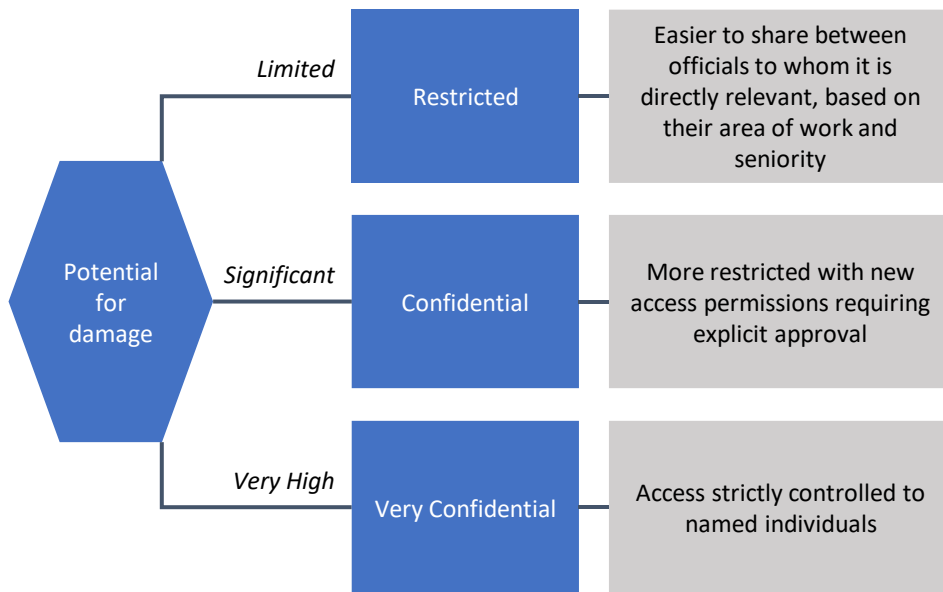 Limited
Restricted
Easier to share between
officials to whom it is
directly relevant, based on
their area of work and
seniority
Potential
for
damage
Significant
Confidential
More restricted with new
access permissions requiring
explicit approval
Very High
Very Confidential
Access strictly controlled to
named individuals